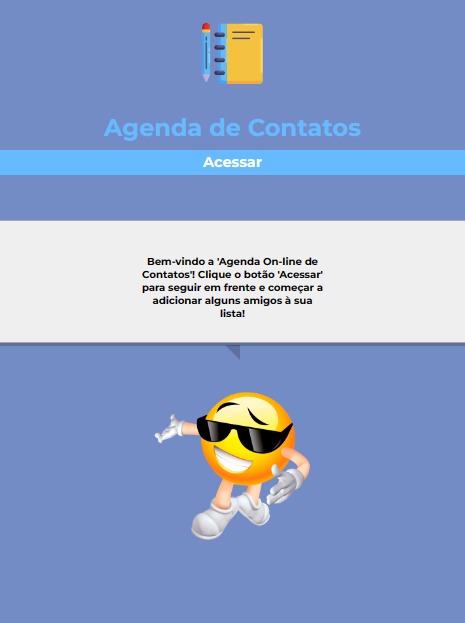 Agenda de Contatos
Acessar
Bem-vindo a 'Agenda On-line de
Contatos'! Clique o botão 'Acessar'
para seguir em frente e começar a
adicionar alguns amigos à sua
lista!